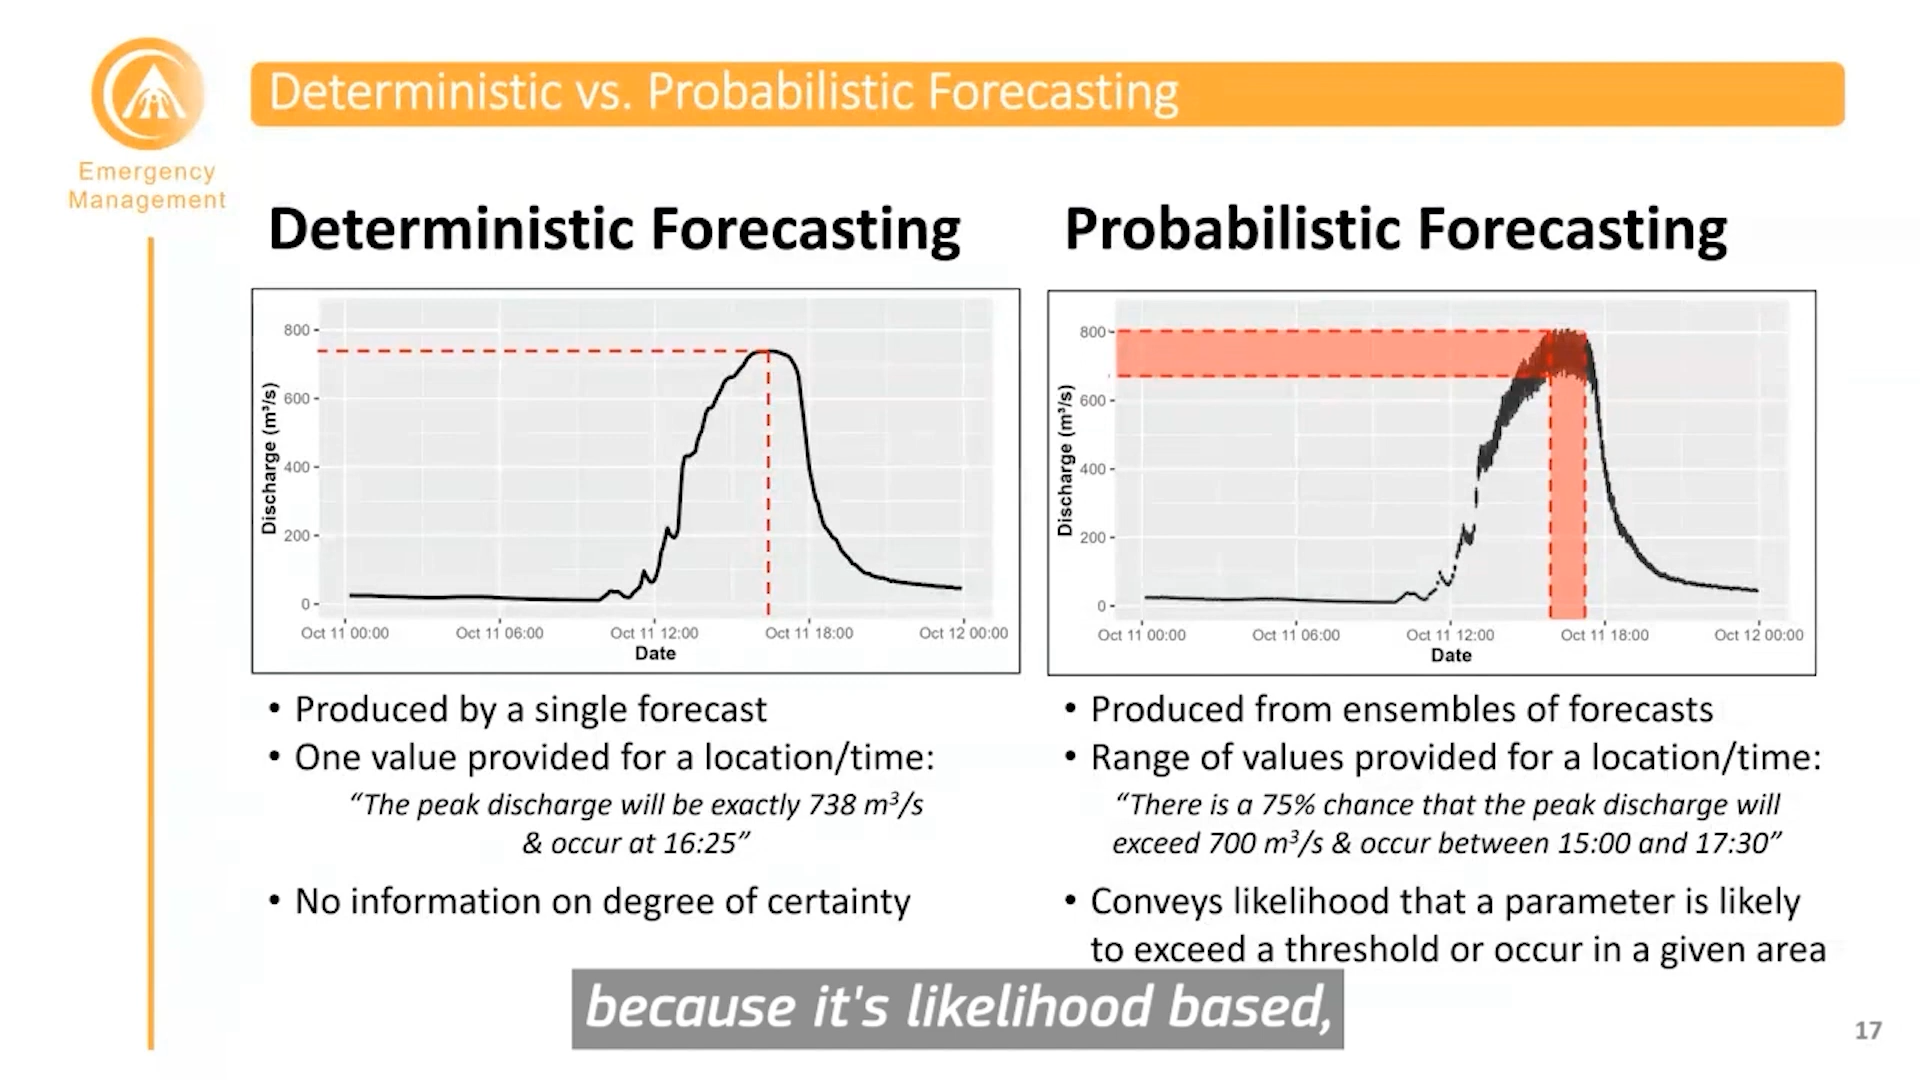 Deterministic vs. Probabilistic Forecasting
Emergency
Management
Deterministic Forecasting
800
600
400
200
0
Discharge (m³/s)
Oct 11 00:00
Oct 11 06:00
Oct 11 12:00
Oct 11 18:00
Oct 12 00:00
Date
• Produced by a single forecast
• One value provided for a location/time:
“The peak discharge will be exactly 738 m³/s
& occur at 16:25”
• No information on degree of certainty
Probabilistic Forecasting
800
600
400
200
0
Discharge (m³/s)
Oct 11 00:00
Oct 11 06:00
Oct 11 12:00
Oct 11 18:00
Oct 12 00:00
Date
• Produced from ensembles of forecasts
• Range of values provided for a location/time:
“There is a 75% chance that the peak discharge will
exceed 700 m³/s & occur between 15:00 and 17:30”
• Conveys likelihood that a parameter is likely
to exceed a threshold or occur in a given area
because it's likelihood based,
17